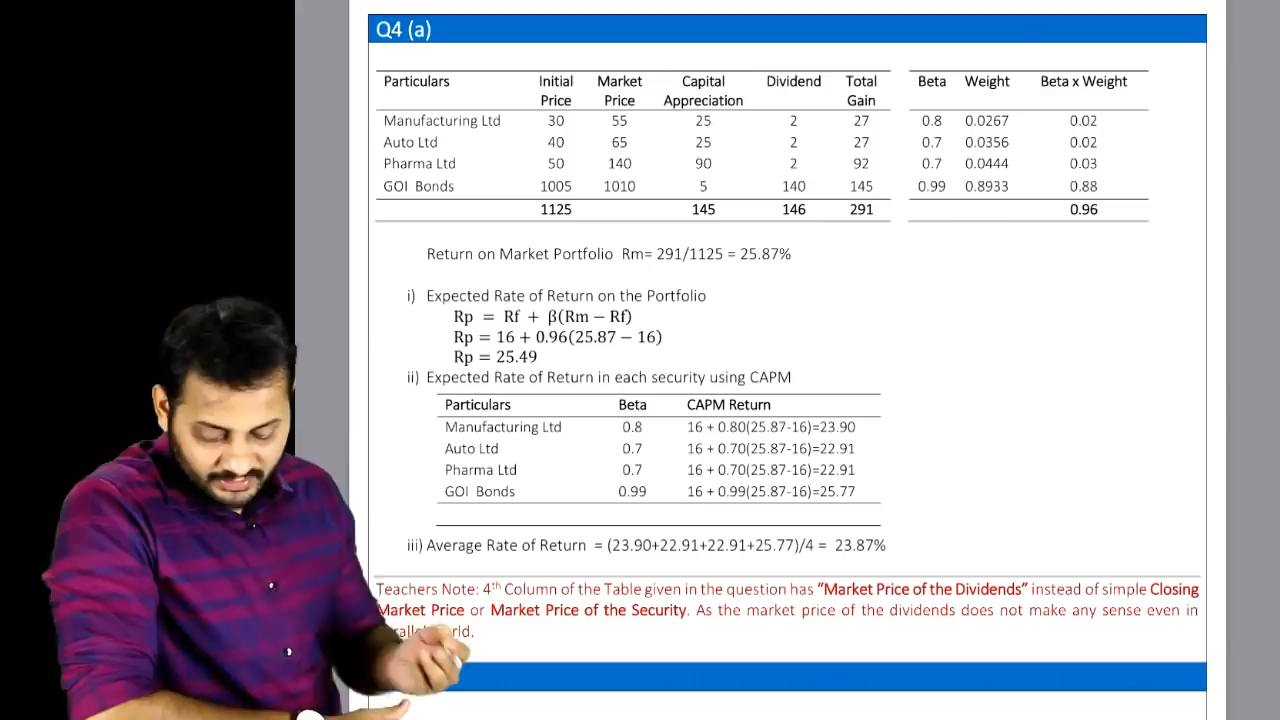 Q4 (a)
Particulars Initial Price Market Price Capital Appreciation Dividend Total Gain Beta Weight Beta x Weight
Manufacturing Ltd 30 55 25 2 27 0.8 0.0267 0.02
Auto Ltd 40 65 25 2 27 0.7 0.0356 0.02
Pharma Ltd 50 140 90 2 92 0.7 0.0444 0.03
GOI Bonds 1005 1010 5 140 145 0.99 0.8933 0.88
1125 145 146 291 0.96
Return on Market Portfolio Rm= 291/1125 = 25.87%
i) Expected Rate of Return on the Portfolio
Rp = Rf + β(Rm − Rf)
Rp = 16 + 0.96(25.87 − 16)
Rp = 25.49
ii) Expected Rate of Return in each security using CAPM
Particulars Beta CAPM Return
Manufacturing Ltd 0.8 16 + 0.80(25.87-16)=23.90
Auto Ltd 0.7 16 + 0.70(25.87-16)=22.91
Pharma Ltd 0.7 16 + 0.70(25.87-16)=22.91
GOI Bonds 0.99 16 + 0.99(25.87-16)=25.77
iii) Average Rate of Return = (23.90+22.91+22.91+25.77)/4 = 23.87%
Teachers Note: 4th Column of the Table given in the question has “Market Price of the Dividends” instead of simple Closing
Market Price or Market Price of the Security. As the market price of the dividends does not make any sense even in